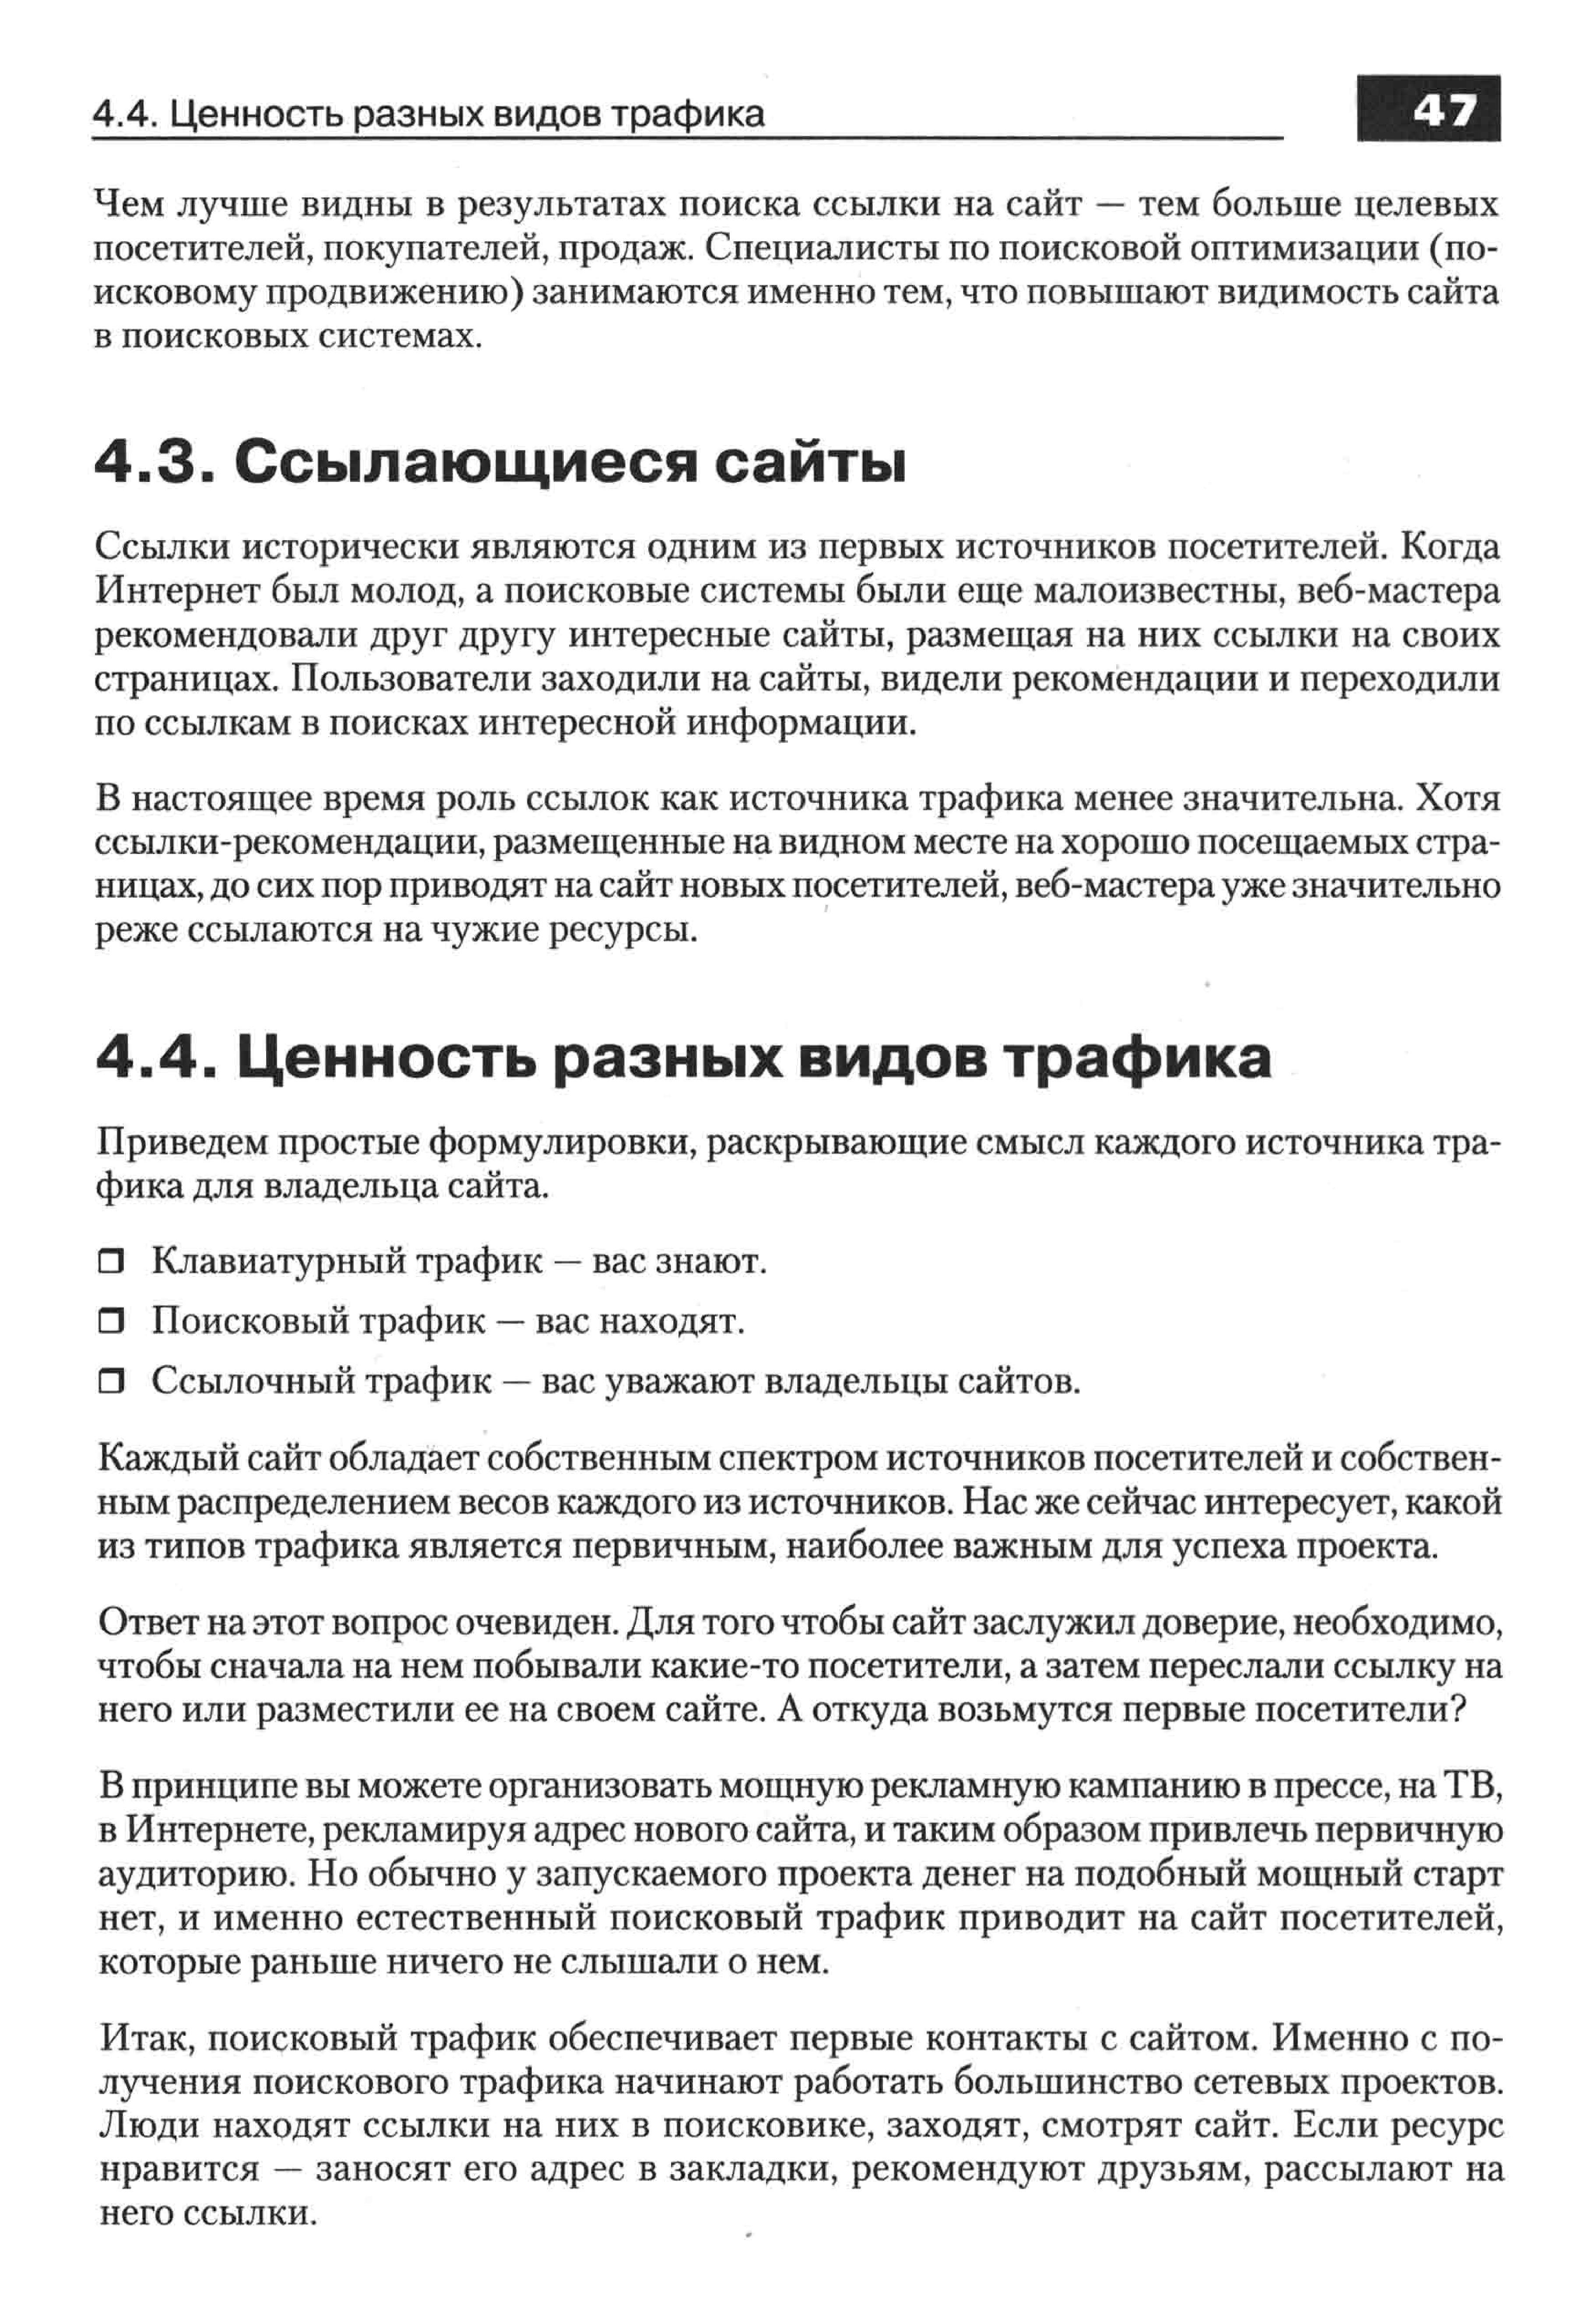 4.4. Ценность разных видов трафика 47
Чем лучше видны в результатах поиска ссылки на сайт — тем больше целевых
посетителей, покупателей, продаж. Специалисты по поисковой оптимизации (по-
исковому продвижению) занимаются именно тем, что повышают видимость сайта
в поисковых системах.
4.3. Ссылающиеся сайты
Ссылки исторически являются одним из первых источников посетителей. Когда
Интернет был молод, а поисковые системы были еще малоизвестны, веб-мастера
рекомендовали друг другу интересные сайты, размещая на них ссылки на своих
страницах. Пользователи заходили на сайты, видели рекомендации и переходили
по ссылкам в поисках интересной информации.
В настоящее время роль ссылок как источника трафика менее значительна. Хотя
ссылки-рекомендации, размещенные на видном месте на хорошо посещаемых стра-
ницах, до сих пор приводят на сайт новых посетителей, веб-мастера уже значительно
реже ссылаются на чужие ресурсы.
4.4. Ценность разных видов трафика
Приведем простые формулировки, раскрывающие смысл каждого источника тра-
фика для владельца сайта.
❒ Клавиатурный трафик — вас знают.
❒ Поисковый трафик — вас находят.
❒ Ссылочный трафик — вас уважают владельцы сайтов.
Каждый сайт обладает собственным спектром источников посетителей и собствен-
ным распределением весов каждого из источников. Нас же сейчас интересует, какой
из типов трафика является первичным, наиболее важным для успеха проекта.
Ответ на этот вопрос очевиден. Для того чтобы сайт заслужил доверие, необходимо,
чтобы сначала на нем побывали какие-то посетители, а затем переслали ссылку на
него или разместили ее на своем сайте. А откуда возьмутся первые посетители?
В принципе вы можете организовать мощную рекламную кампанию в прессе, на ТВ,
в Интернете, рекламируя адрес нового сайта, и таким образом привлечь первичную
аудиторию. Но обычно у запускаемого проекта денег на подобный мощный старт
нет, и именно естественный поисковый трафик приводит на сайт посетителей,
которые раньше ничего не слышали о нем.
Итак, поисковый трафик обеспечивает первые контакты с сайтом. Именно с по-
лучения поискового трафика начинают работать большинство сетевых проектов.
Люди находят ссылки на них в поисковике, заходят, смотрят сайт. Если ресурс
нравится — заносят его адрес в закладки, рекомендуют друзьям, рассылают на
него ссылки.